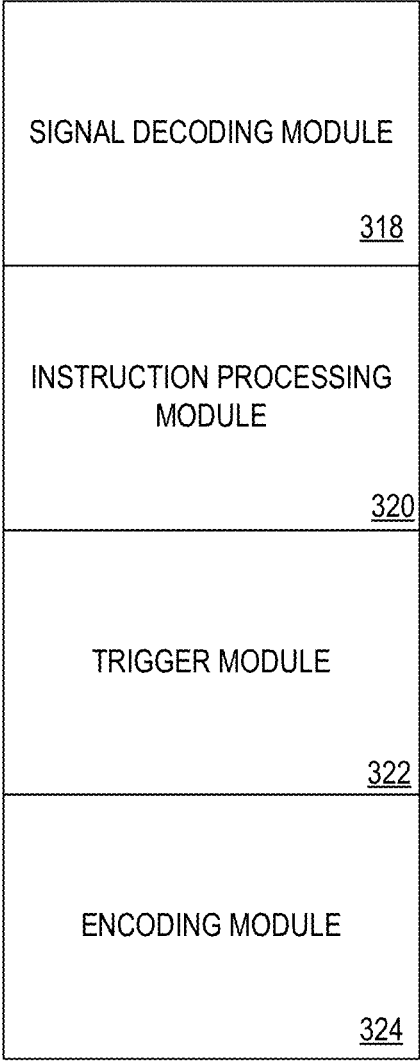 SIGNAL DECODING MODULE
318
INSTRUCTION PROCESSING
MODULE
320
TRIGGER MODULE
322
ENCODING MODULE
324